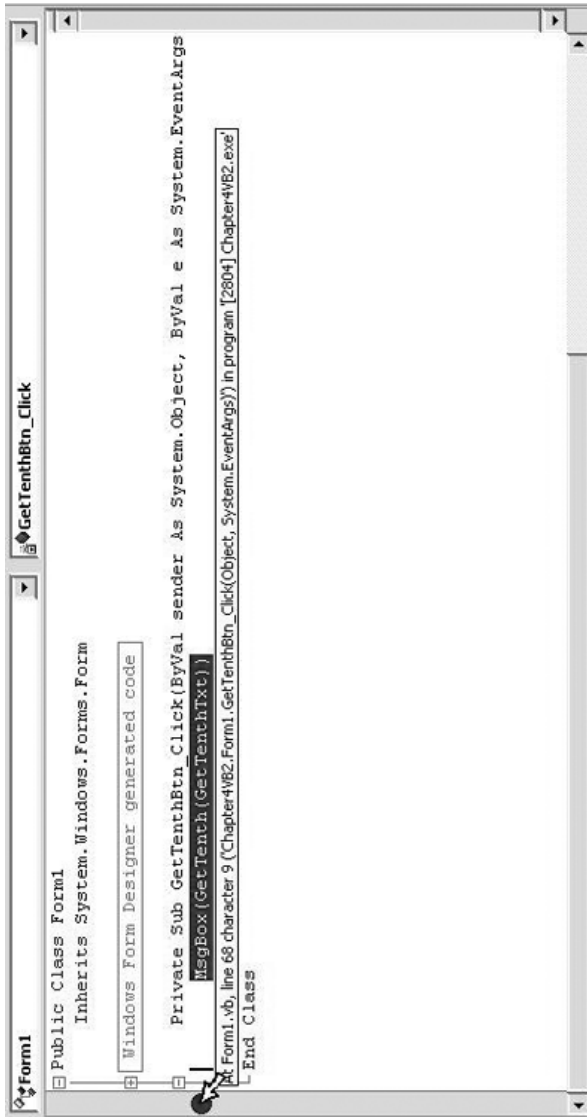 Form1
GetTenthBtn_Click
Public Class Form1
Inherits System.Windows.Forms.Form
Windows Form Designer generated code
Private Sub GetTenthBtn_Click(ByVal sender As System.Object, ByVal e As System.EventArgs
MsgBox(GetTenth(GetTenthTxt))
At Form1.vb, line 68 character 9 ('Chapter4VB2.Form1.GetTenthBtn_Click(Object, System.EventArgs)') in program '[2804] Chapter4VB2.exe'
End Class